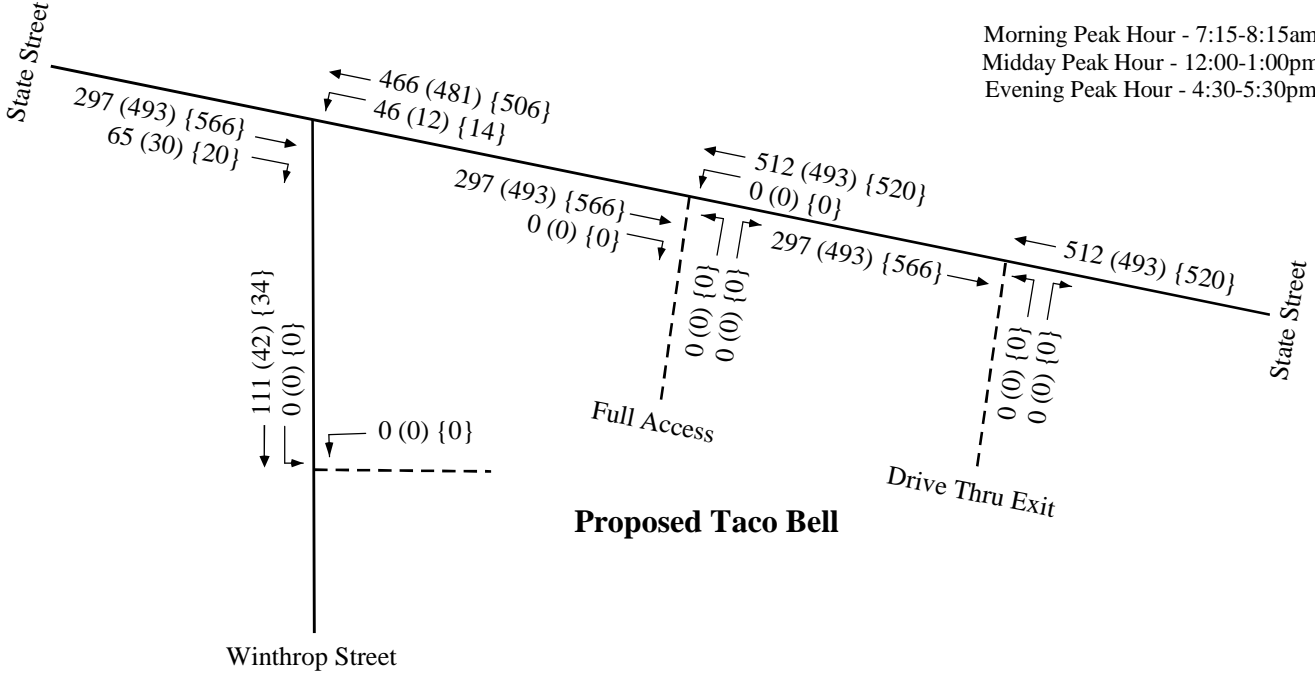 Morning Peak Hour - 7:15-8:15am
Midday Peak Hour - 12:00-1:00pm
Evening Peak Hour - 4:30-5:30pm
State Street
466 (481) {506}
46 (12) {14}
297 (493) {566}
65 (30) {20}
512 (493) {520}
0 (0) {0}
297 (493) {566}
0 (0) {0}
0 (0) {0}
0 (0) {0}
297 (493) {566}
512 (493) {520}
0 (0) {0}
0 (0) {0}
State Street
111 (42) {34}
0 (0) {0}
0 (0) {0}
Full Access
Drive Thru Exit
Proposed Taco Bell
Winthrop Street